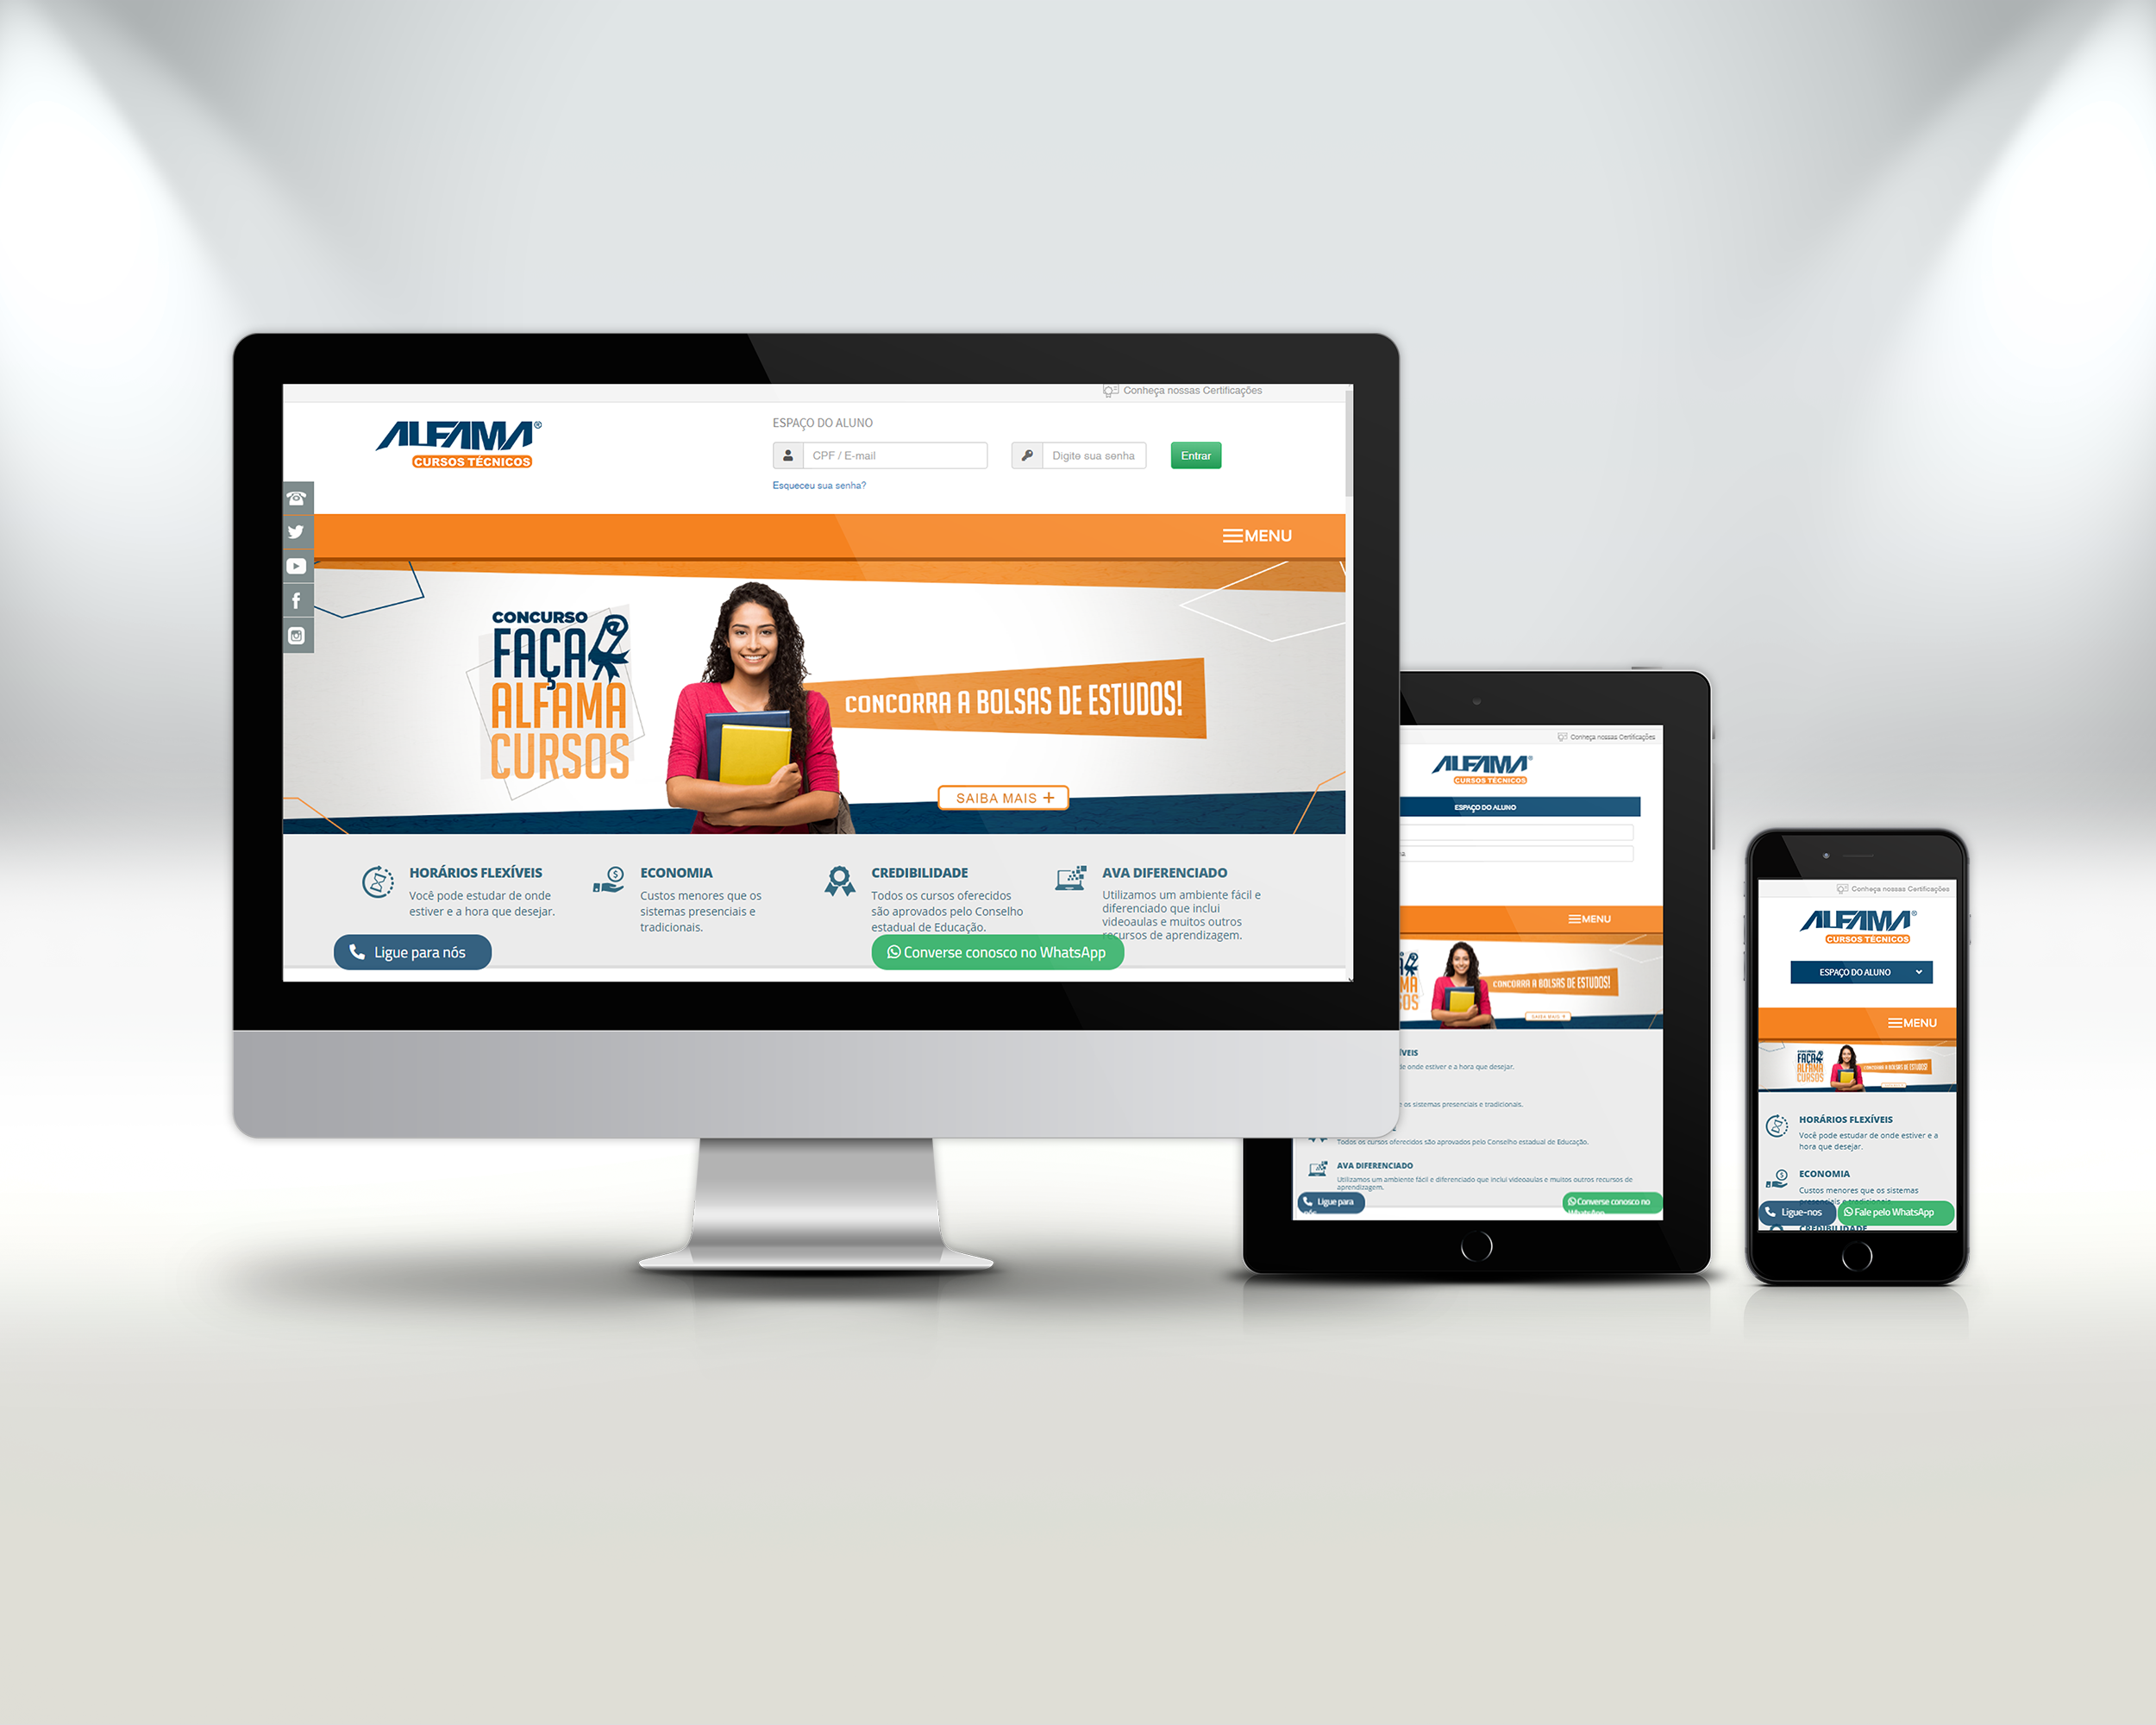 Conheça nossas Certificações
ALFAMA®
CURSOS TÉCNICOS
ESPAÇO DO ALUNO
CPF / E-mail
Digite sua senha
Entrar
Esqueceu sua senha?
MENU
CONCURSO
FAÇA
ALFAMA
CURSOS
CONCORRA A BOLSAS DE ESTUDOS!
SAIBA MAIS +
HORÁRIOS FLEXÍVEIS
Você pode estudar de onde
estiver e a hora que desejar.
ECONOMIA
Custos menores que os
sistemas presenciais e
tradicionais.
CREDIBILIDADE
Todos os cursos oferecidos
são aprovados pelo Conselho
estadual de Educação.
AVA DIFERENCIADO
Utilizamos um ambiente fácil e
diferenciado que inclui
videoaulas e muitos outros
recursos de aprendizagem.
Ligue para nós
Converse conosco no WhatsApp
Conheça nossas Certificações
ALFAMA®
CURSOS TÉCNICOS
ESPAÇO DO ALUNO
MENU
CONCORRA A BOLSAS DE ESTUDOS!
SAIBA MAIS +
de onde estiver e a hora que desejar.
os sistemas presenciais e tradicionais.
Todos os cursos oferecidos são aprovados pelo Conselho estadual de Educação.
AVA DIFERENCIADO
Utilizamos um ambiente fácil e diferenciado que inclui videoaulas e muitos outros recursos de
aprendizagem.
Ligue para
nós
Converse conosco no
WhatsApp
Conheça nossas Certificações
ALFAMA®
CURSOS TÉCNICOS
ESPAÇO DO ALUNO
MENU
FAÇA
ALFAMA
CURSOS
CONCORRA A BOLSAS DE ESTUDOS!
HORÁRIOS FLEXÍVEIS
Você pode estudar de onde estiver e a
hora que desejar.
ECONOMIA
Custos menores que os sistemas
presenciais e tradicionais.
Ligue-nos
Fale pelo WhatsApp
CREDIBILIDADE